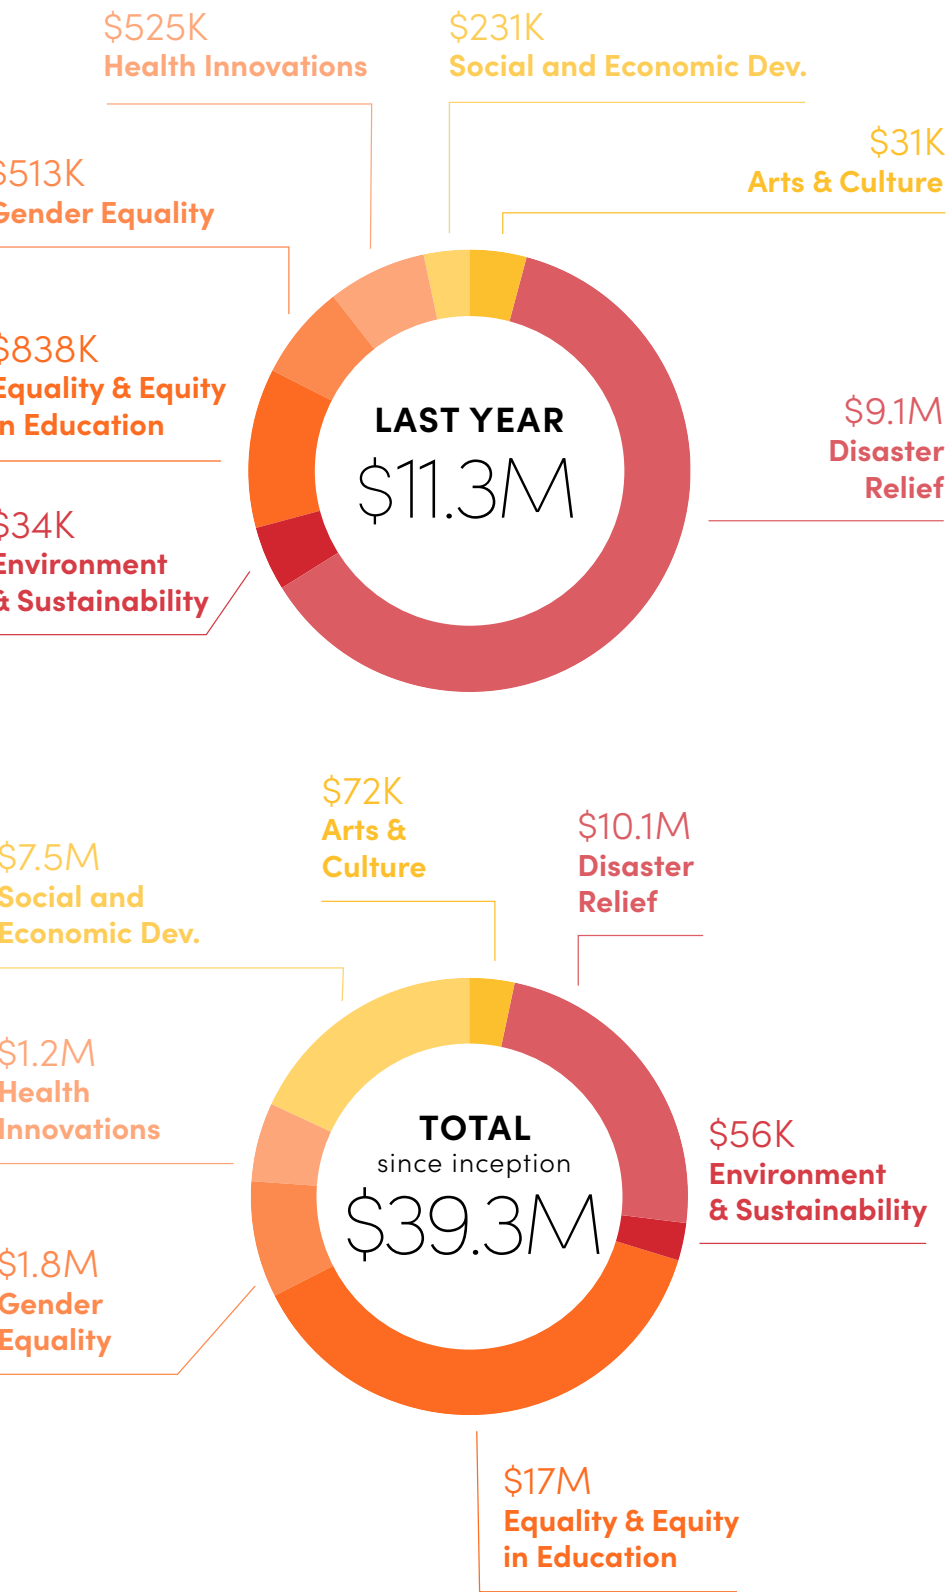 $525K
Health Innovations
$231K
Social and Economic Dev.
$31K
Arts & Culture
$513K
Gender Equality
$838K
Equality & Equity
in Education
$34K
Environment
& Sustainability
LAST YEAR
$11.3M
$9.1M
Disaster
Relief
$72K
Arts &
Culture
$10.1M
Disaster
Relief
$7.5M
Social and
Economic Dev.
$1.2M
Health
Innovations
TOTAL
since inception
$39.3M
$56K
Environment
& Sustainability
$1.8M
Gender
Equality
$17M
Equality & Equity
in Education